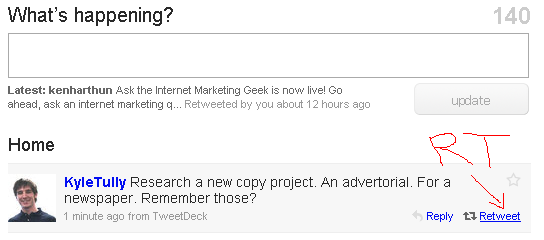 What's happening? 140
Latest: kenharthun Ask the Internet Marketing Geek is now live! Go
ahead, ask an internet marketing q... Retweeted by you about 12 hours ago
update
Home
RT
KyleTully Research a new copy project. An advertorial. For a
newspaper. Remember those?
1 minute ago from TweetDeck Reply Retweet